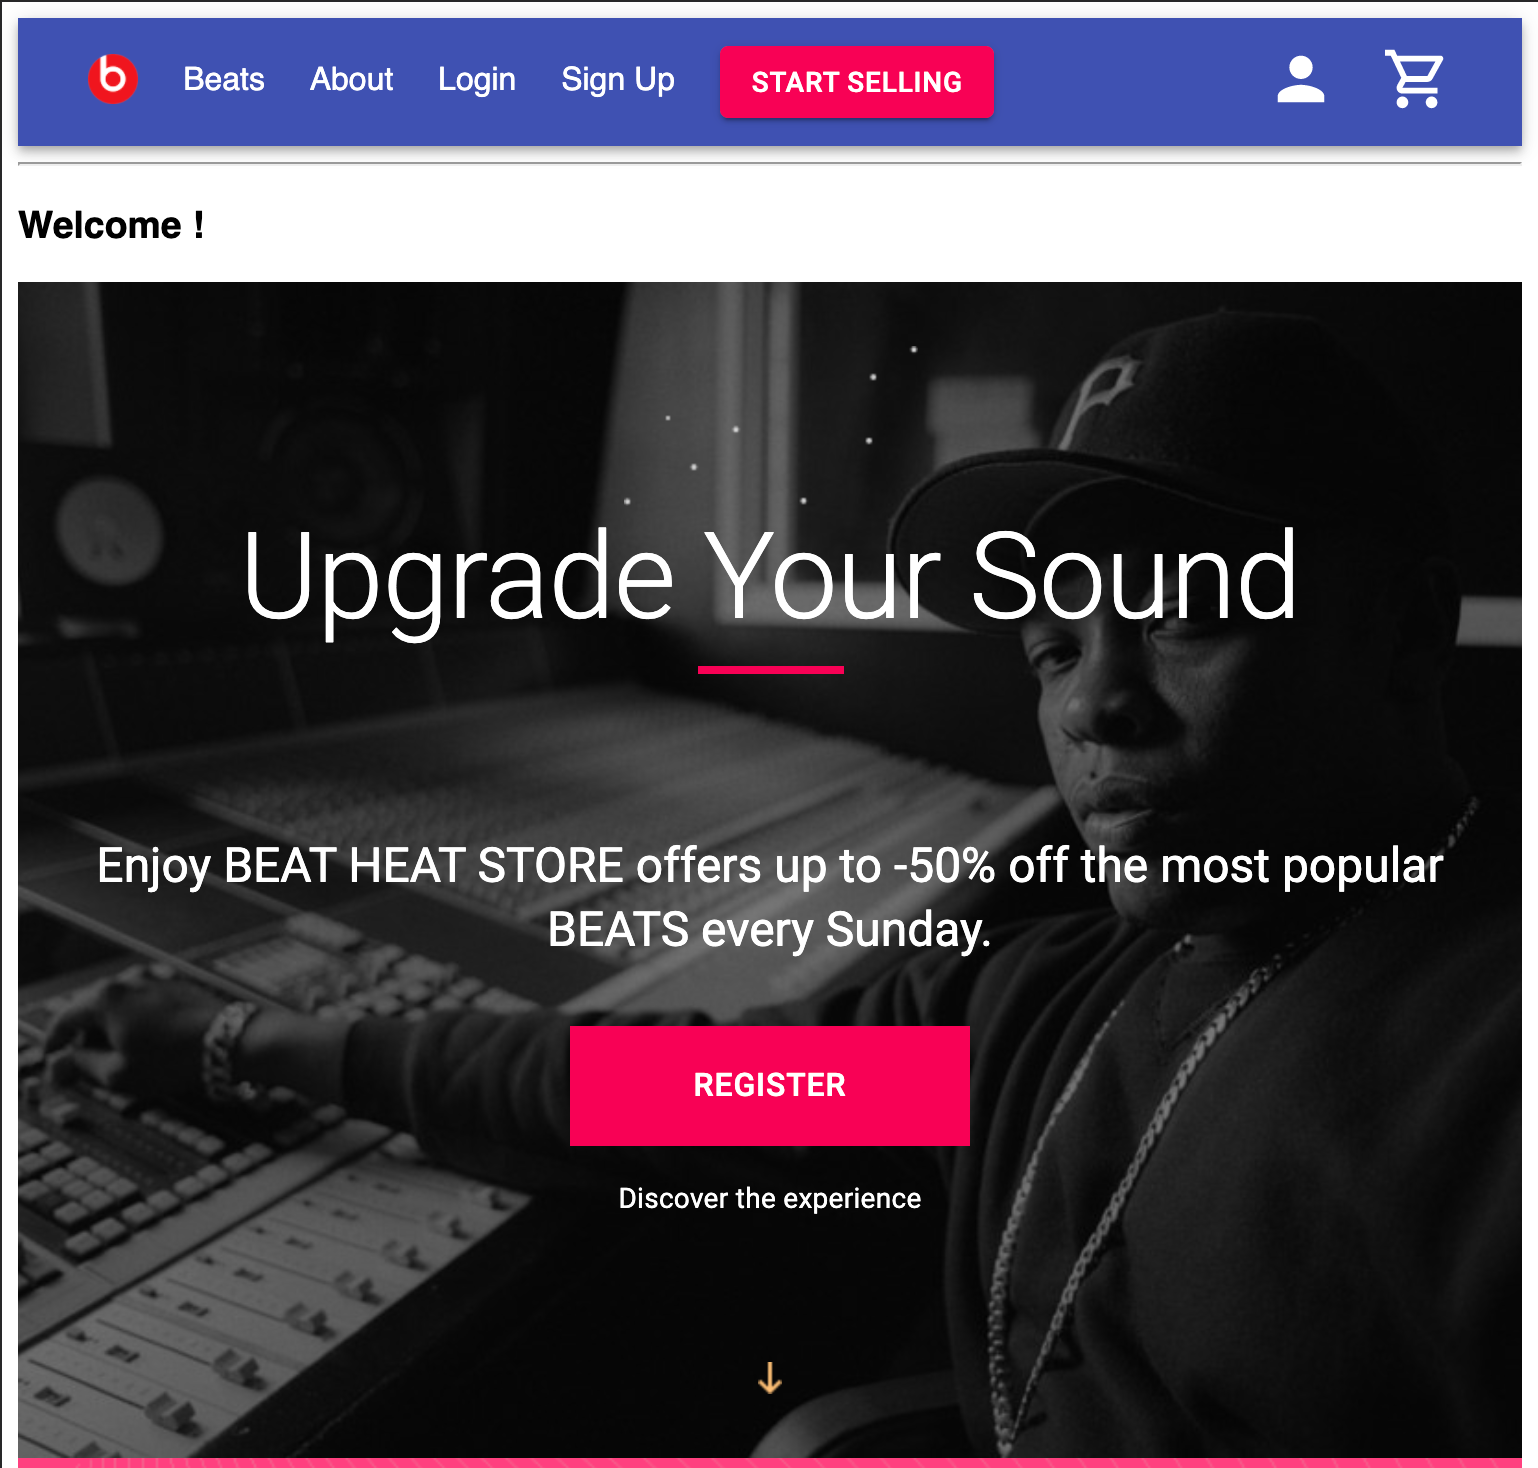 b Beats About Login Sign Up START SELLING
Welcome !
P
Upgrade Your Sound
Enjoy BEAT HEAT STORE offers up to -50% off the most popular
BEATS every Sunday.
REGISTER
Discover the experience